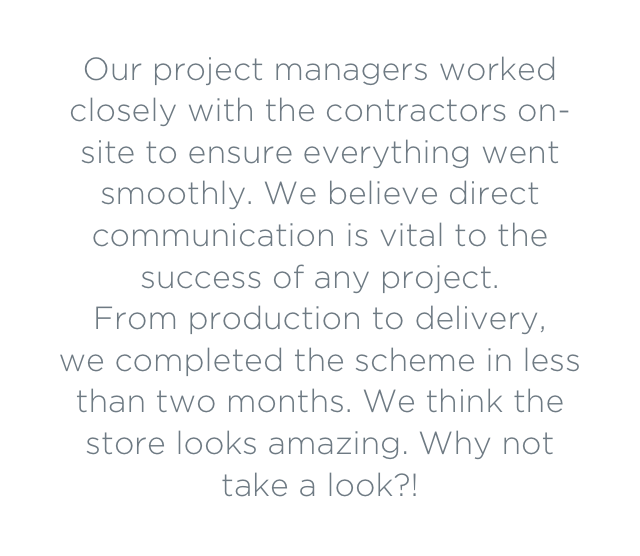 Our project managers worked
closely with the contractors on-
site to ensure everything went
smoothly. We believe direct
communication is vital to the
success of any project.
From production to delivery,
we completed the scheme in less
than two months. We think the
store looks amazing. Why not
take a look?!